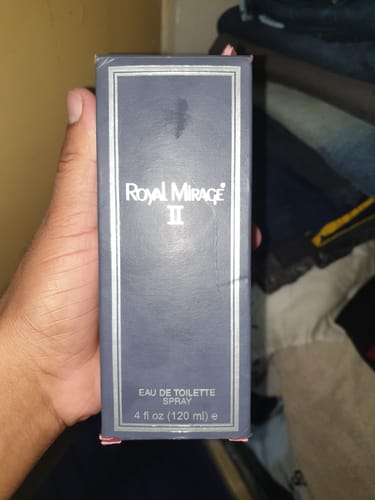 Royal Mirage®
II
EAU DE TOILETTE
SPRAY
4 fl oz (120 ml) e